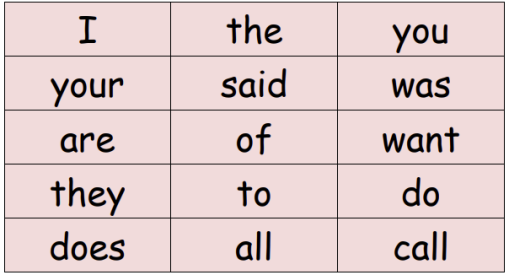 I the you
your said was
are of want
they to do
does all call